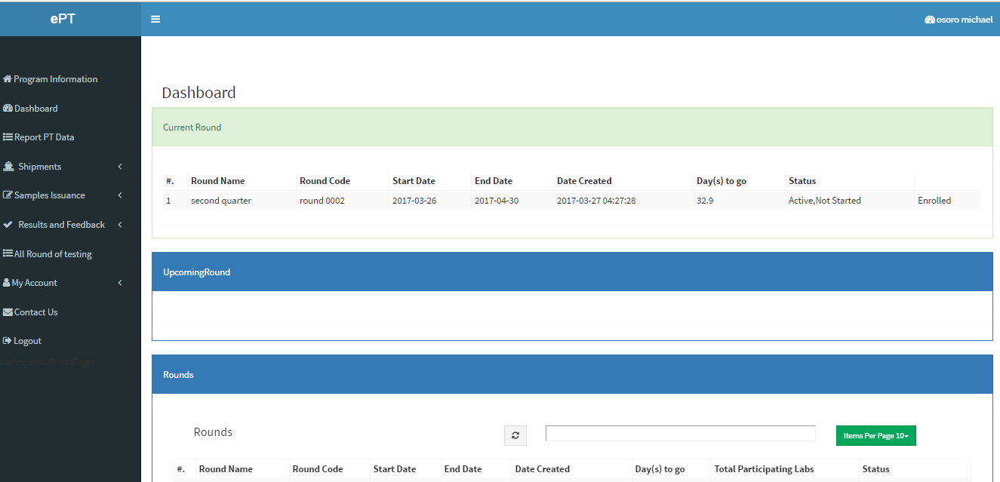 ePT
osoro michael
Program Information
Dashboard
Report PT Data
Shipments
Samples Issuance
Results and Feedback
All Round of testing
My Account
Contact Us
Logout
Dashboard
Current Round
#. Round Name Round Code Start Date End Date Date Created Day(s) to go Status
1 second quarter round 0002 2017-03-26 2017-04-30 2017-03-27 04:27:28 32.9 Active,Not Started Enrolled
UpcomingRound
Rounds
Rounds
Items Per Page 10
#. Round Name Round Code Start Date End Date Date Created Day(s) to go Total Participating Labs Status